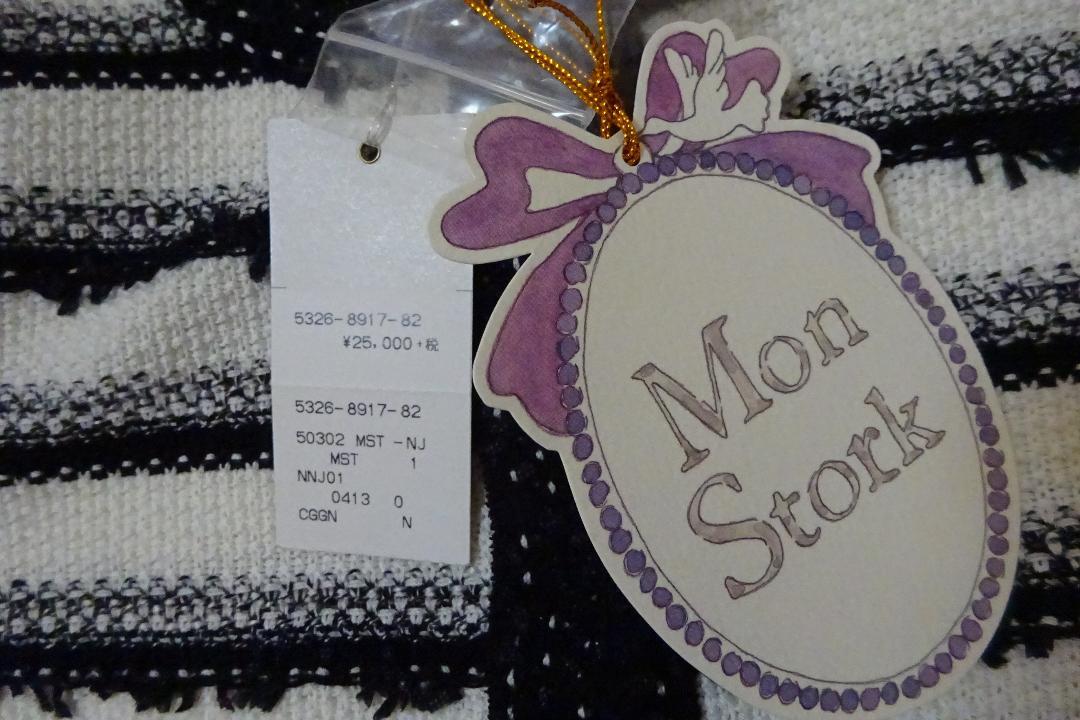 5326-8917-82
¥25,000+税
5326-8917-82
50302 MST -NJ
MST 1
NNJ01
0413 0
CGGN N
Mon
Stork